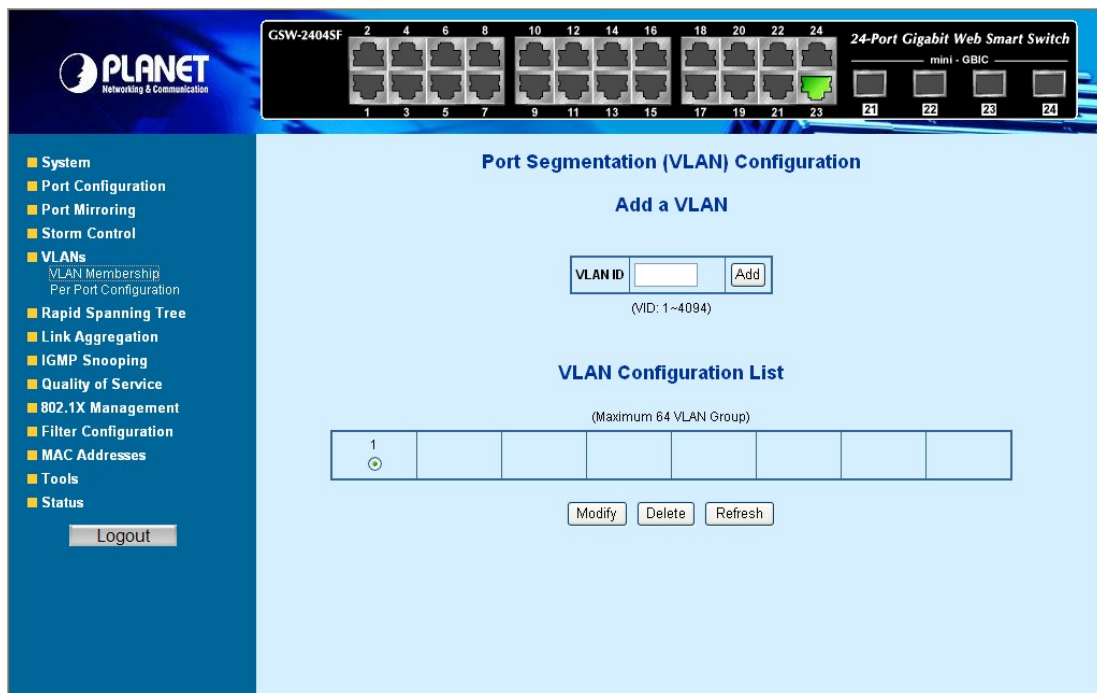 PLANET
Networking & Communication
GSW-2404SF
2 4 6 8 10 12 14 16 18 20 22 24
1 3 5 7 9 11 13 15 17 19 21 23
24-Port Gigabit Web Smart Switch
mini - GBIC
21 22 23 24
System
Port Configuration
Port Mirroring
Storm Control
VLANs
VLAN Membership
Per Port Configuration
Rapid Spanning Tree
Link Aggregation
IGMP Snooping
Quality of Service
802.1X Management
Filter Configuration
MAC Addresses
Tools
Status
Logout
Port Segmentation (VLAN) Configuration
Add a VLAN
VLAN ID Add
(VID: 1~4094)
VLAN Configuration List
(Maximum 64 VLAN Group)
1
Modify Delete Refresh